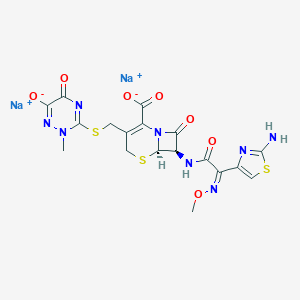 O Na +
O - O - O
Na + N
N O
N N S N NH2
O N
S H N H S
O N